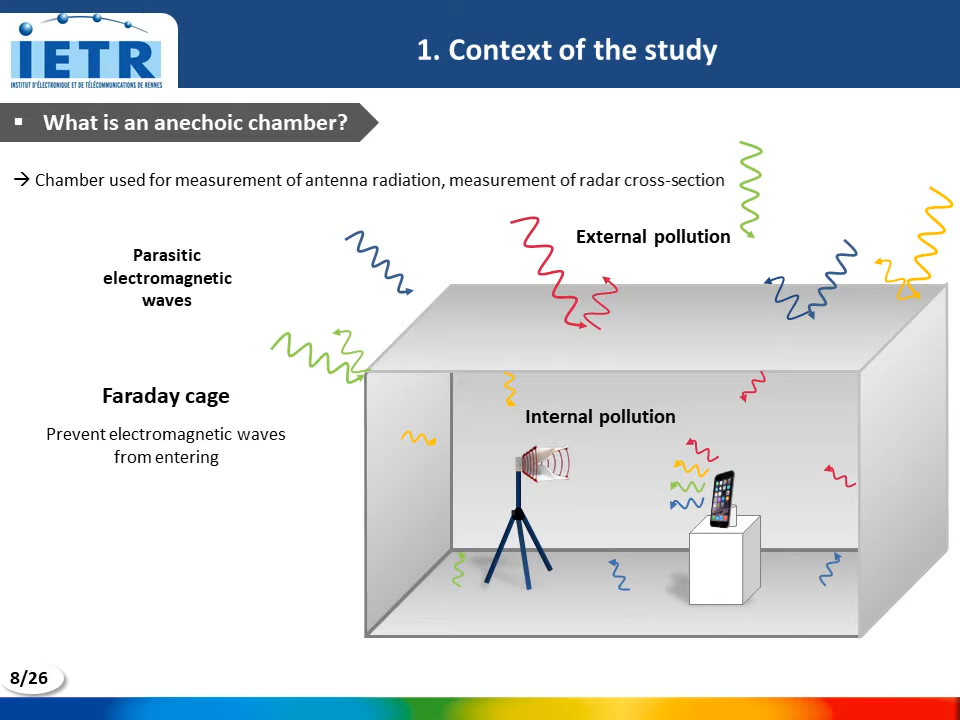 IETR
INSTITUT D'ÉLECTRONIQUE ET DE TÉLÉCOMMUNICATIONS DE RENNES
1. Context of the study
▪ What is an anechoic chamber?
→ Chamber used for measurement of antenna radiation, measurement of radar cross-section
External pollution
Parasitic
electromagnetic
waves
Faraday cage
Prevent electromagnetic waves
from entering
Internal pollution
8/26